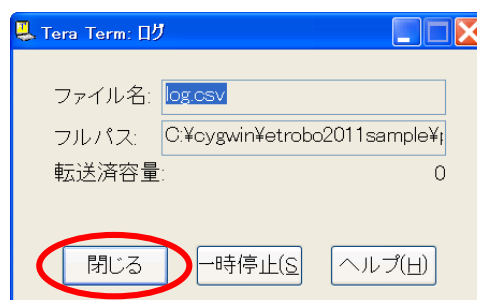 Tera Term: ログ
ファイル名: log.csv
フルパス: C:¥cygwin¥etrobo2011sample¥
転送済容量: 0
閉じる 一時停止(S ヘルプ(H)